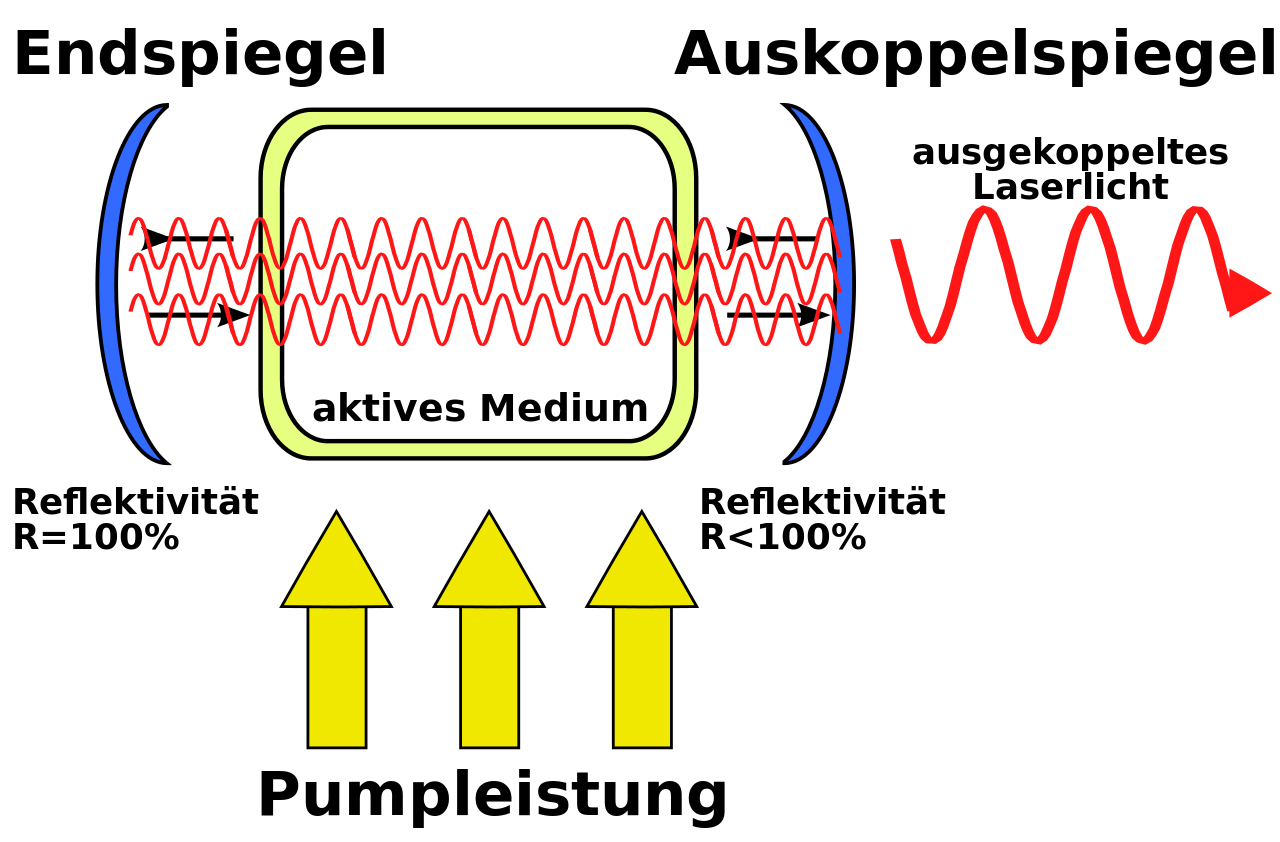 Endspiegel
Auskoppelspiegel
ausgekoppeltes
Laserlicht
aktives Medium
Reflektivität
R=100%
Reflektivität
R<100%
Pumpleistung